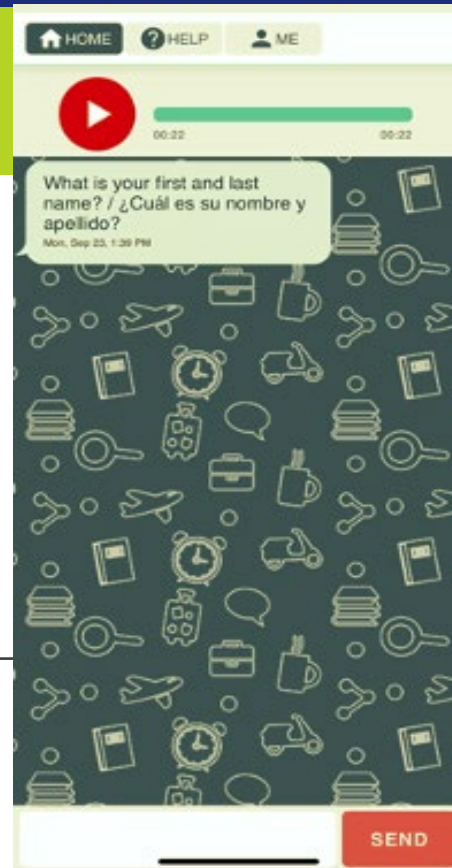 HOME HELP ME
00:22 00:22
What is your first and last
name? / ¿Cuál es su nombre y
apellido?
Mon, Sep 23, 1:39 PM
SEND